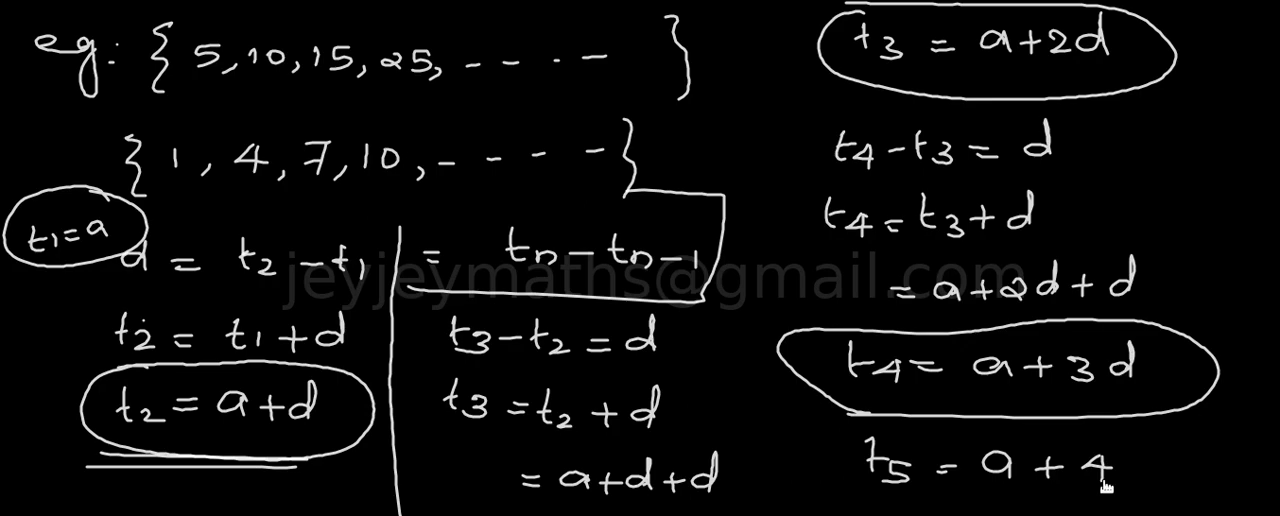 eg: { 5, 10, 15, 25, - - - - }
{ 1, 4, 7, 10, - - - - }
t1 = a
d = t2 - t1 = tn - tn-1
t2 = t1 + d
t2 = a + d
t3 - t2 = d
t3 = t2 + d
= a + d + d
t3 = a + 2d
t4 - t3 = d
t4 = t3 + d
= a + 2d + d
t4 = a + 3d
t5 = a + 4
jeyjeymaths@gmail.com